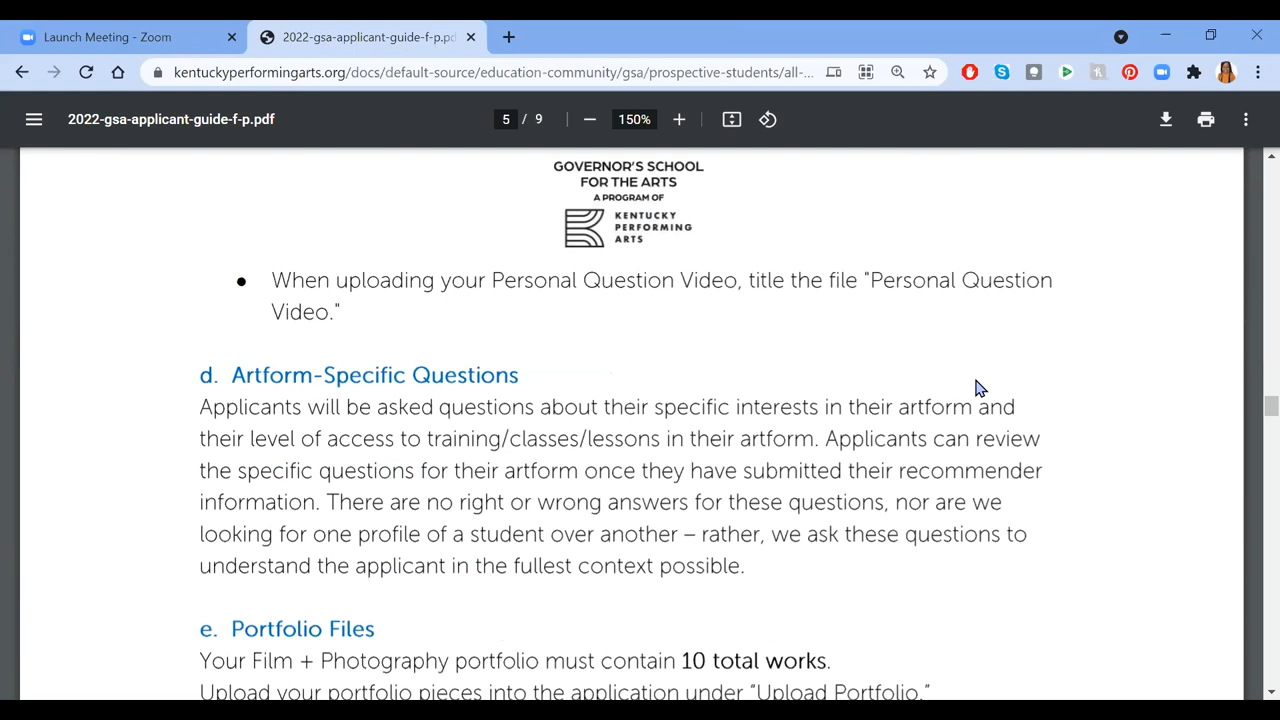 Launch Meeting - Zoom
2022-gsa-applicant-guide-f-p.pd
kentuckyperformingarts.org/docs/default-source/education-community/gsa/prospective-students/all-...
2022-gsa-applicant-guide-f-p.pdf
5 / 9
150%
GOVERNOR'S SCHOOL
FOR THE ARTS
A PROGRAM OF
KENTUCKY
PERFORMING
ARTS
● When uploading your Personal Question Video, title the file "Personal Question
Video."
d. Artform-Specific Questions
Applicants will be asked questions about their specific interests in their artform and
their level of access to training/classes/lessons in their artform. Applicants can review
the specific questions for their artform once they have submitted their recommender
information. There are no right or wrong answers for these questions, nor are we
looking for one profile of a student over another – rather, we ask these questions to
understand the applicant in the fullest context possible.
e. Portfolio Files
Your Film + Photography portfolio must contain 10 total works.
Upload your portfolio pieces into the application under “Upload Portfolio.”